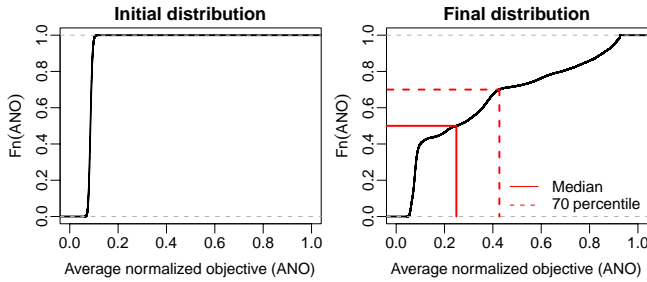 Initial distribution
Fn(ANO)
0.0 0.2 0.4 0.6 0.8 1.0
0.0 0.2 0.4 0.6 0.8 1.0
Average normalized objective (ANO)
Final distribution
Fn(ANO)
0.0 0.2 0.4 0.6 0.8 1.0
Median
70 percentile
0.0 0.2 0.4 0.6 0.8 1.0
Average normalized objective (ANO)